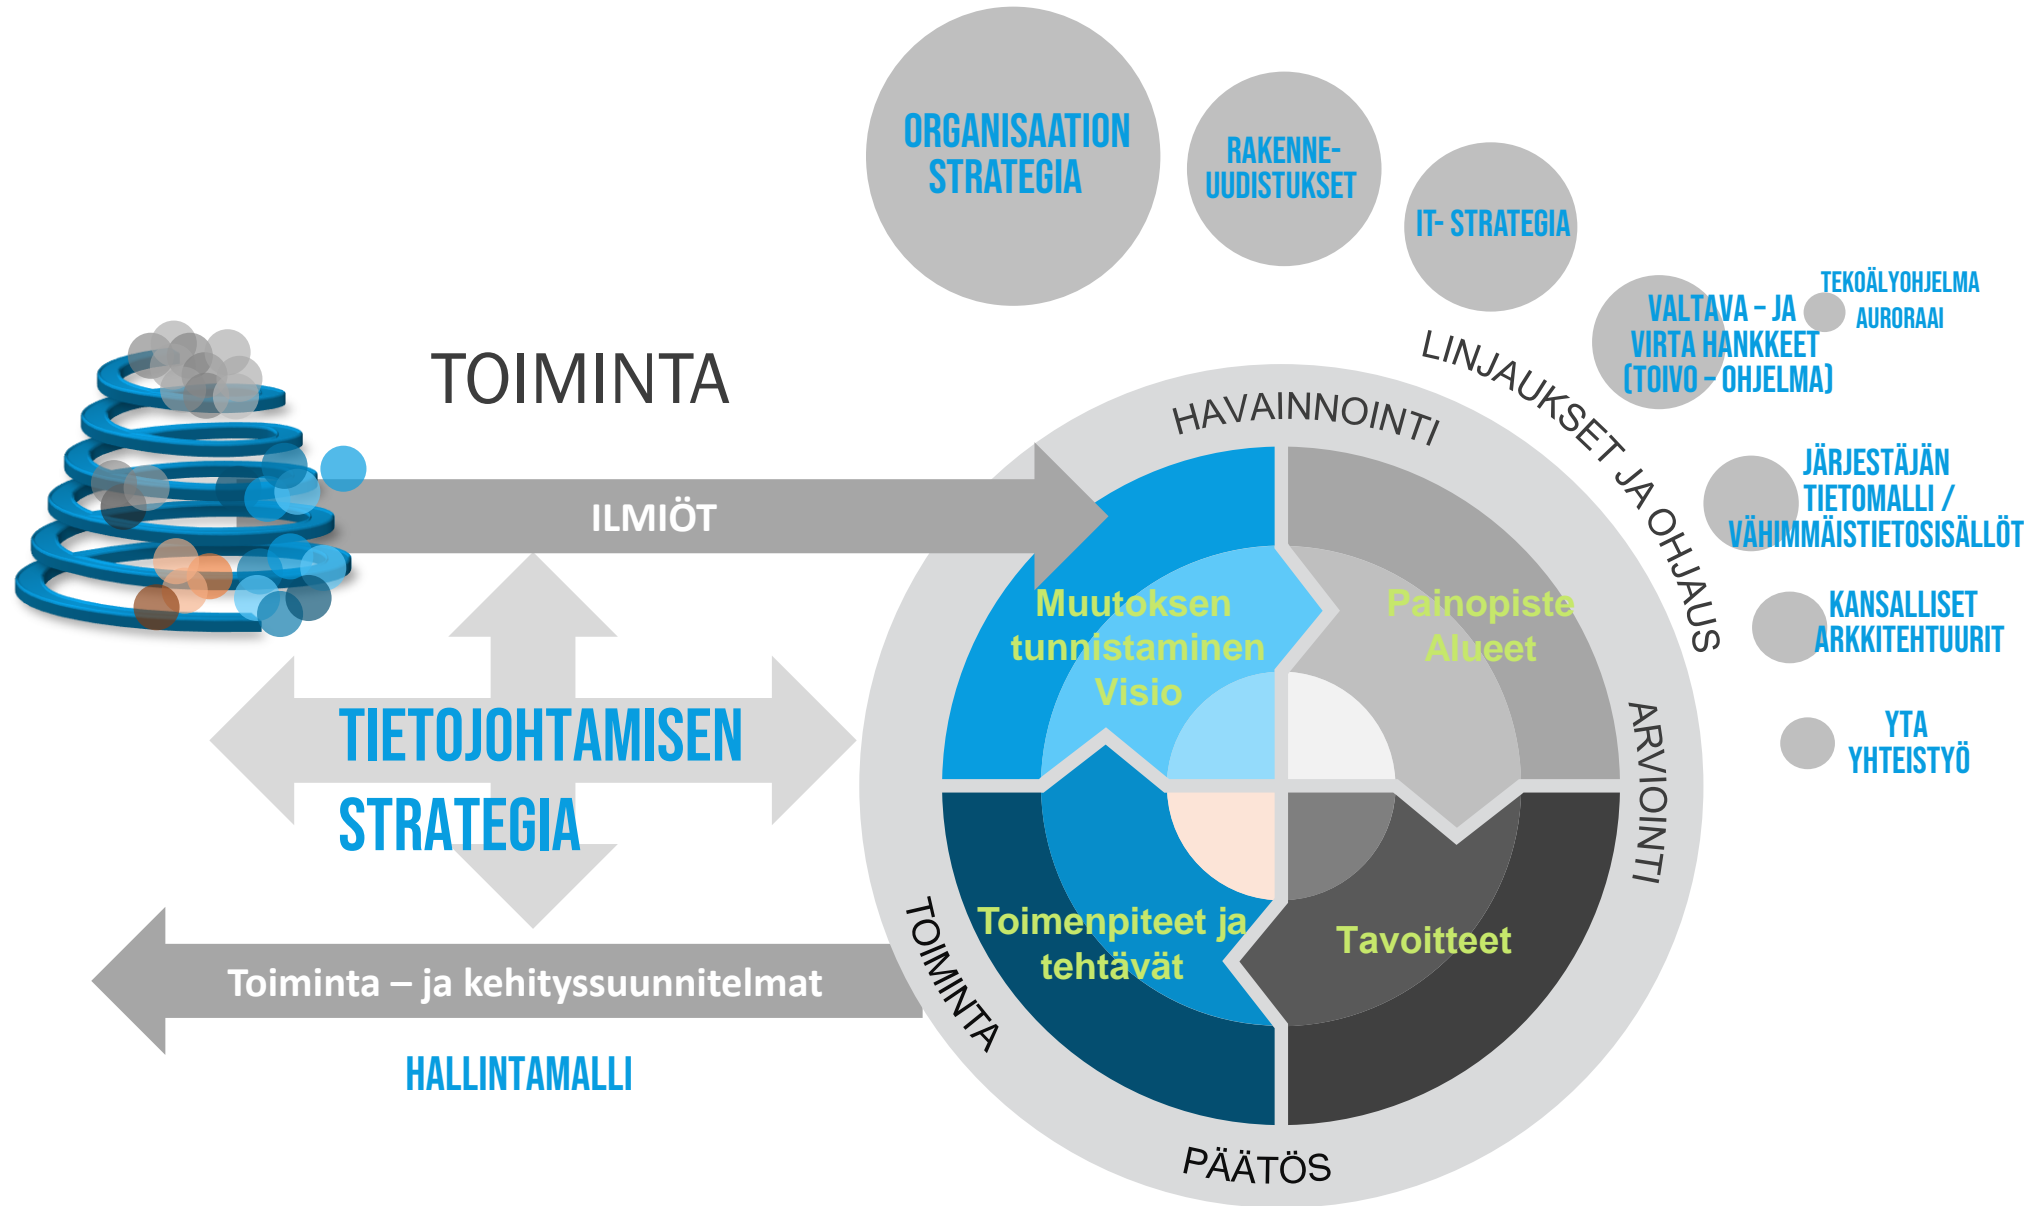 ORGANISAATION
STRATEGIA
RAKENNE-
UUDISTUKSET
IT- STRATEGIA
VALTAVA – JA
VIRTA HANKKEET
(TOIVO – OHJELMA)
TEKOÄLYOHJELMA
AURORAAI
JÄRJESTÄJÄN
TIETOMALLI /
VÄHIMMÄISTIETOSISÄLLÖT
KANSALLISET
ARKKITEHTUURIT
YTA
YHTEISTYÖ
LINJAUKSET JA OHJAUS
TOIMINTA
ILMIÖT
TIETOJOHTAMISEN
STRATEGIA
Toiminta – ja kehityssuunnitelmat
HALLINTAMALLI
HAVAINNOINTI
ARVIOINTI
PÄÄTÖS
TOIMINTA
Muutoksen
tunnistaminen
Visio
Painopiste
Alueet
Tavoitteet
Toimenpiteet ja
tehtävät